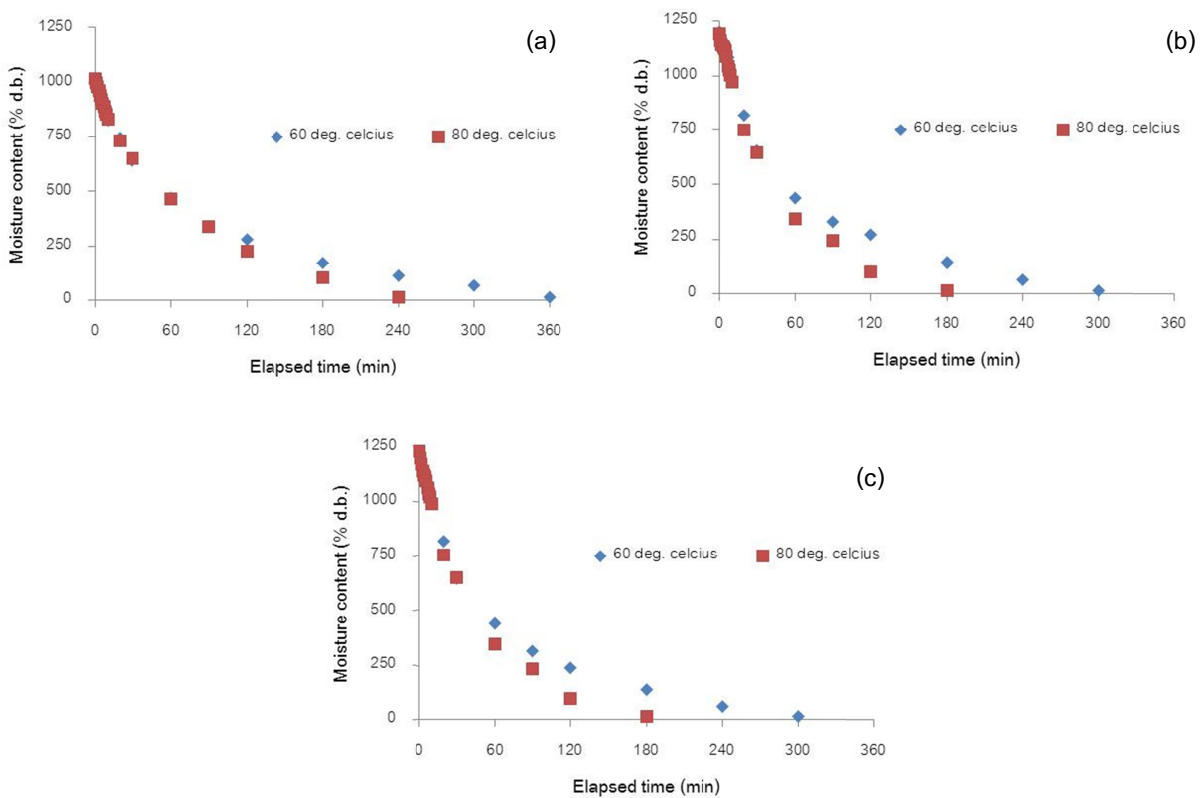 (a)
Moisture content (% d.b.)
1250
1000
750
500
250
0
60 deg. celcius
80 deg. celcius
0 60 120 180 240 300 360
Elapsed time (min)
(b)
Moisture content (% d.b.)
1250
1000
750
500
250
0
60 deg. celcius
80 deg. celcius
0 60 120 180 240 300 360
Elapsed time (min)
(c)
Moisture content (% d.b.)
1250
1000
750
500
250
0
60 deg. celcius
80 deg. celcius
0 60 120 180 240 300 360
Elapsed time (min)